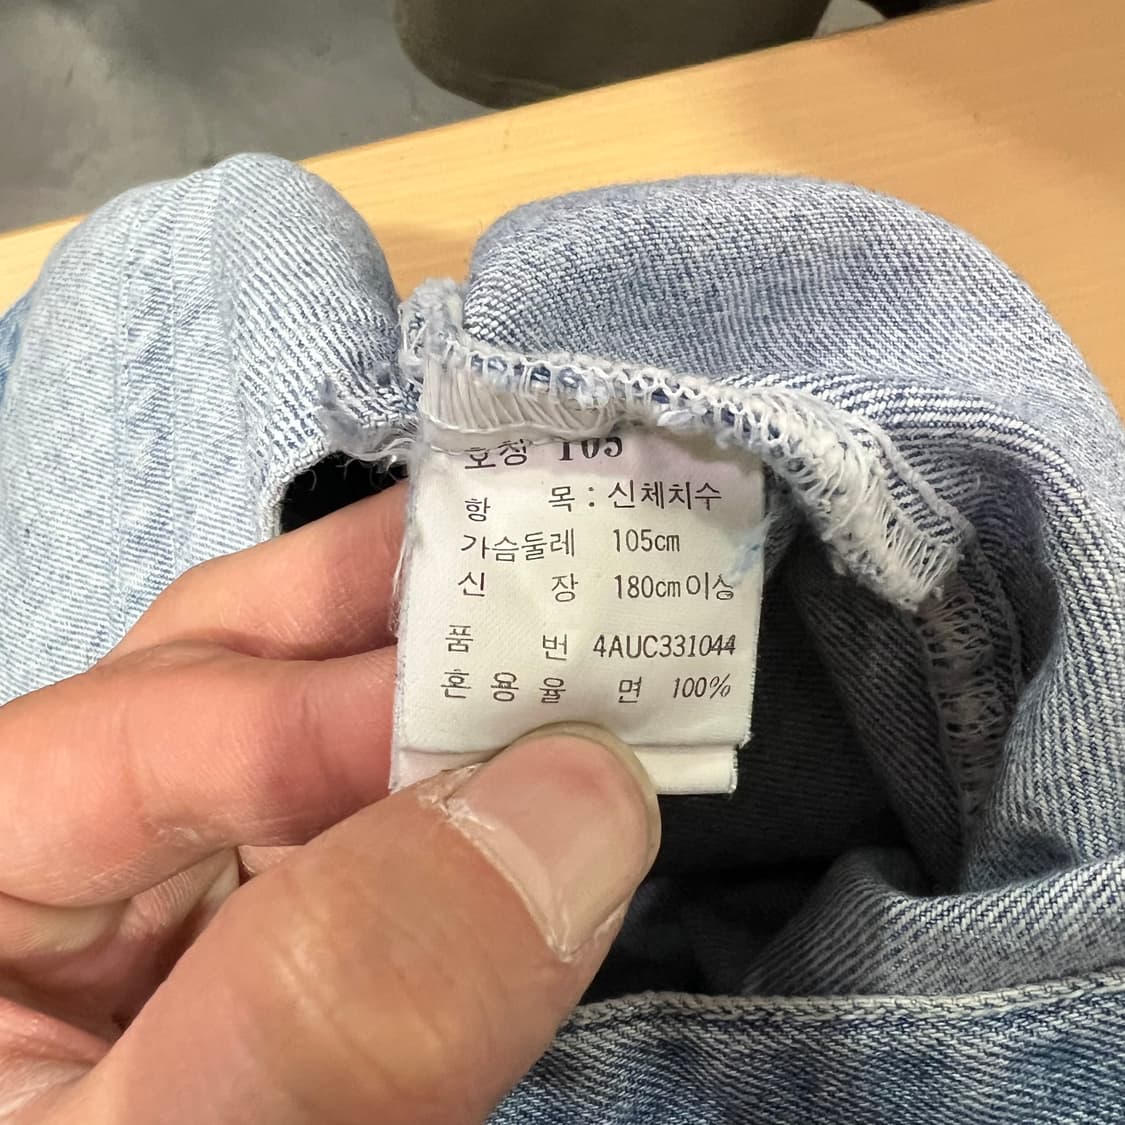 호칭 105
항 목 : 신체치수
가슴둘레 105cm
신 장 180cm이상
품 번 4AUC331044
혼 용 율 면 100%